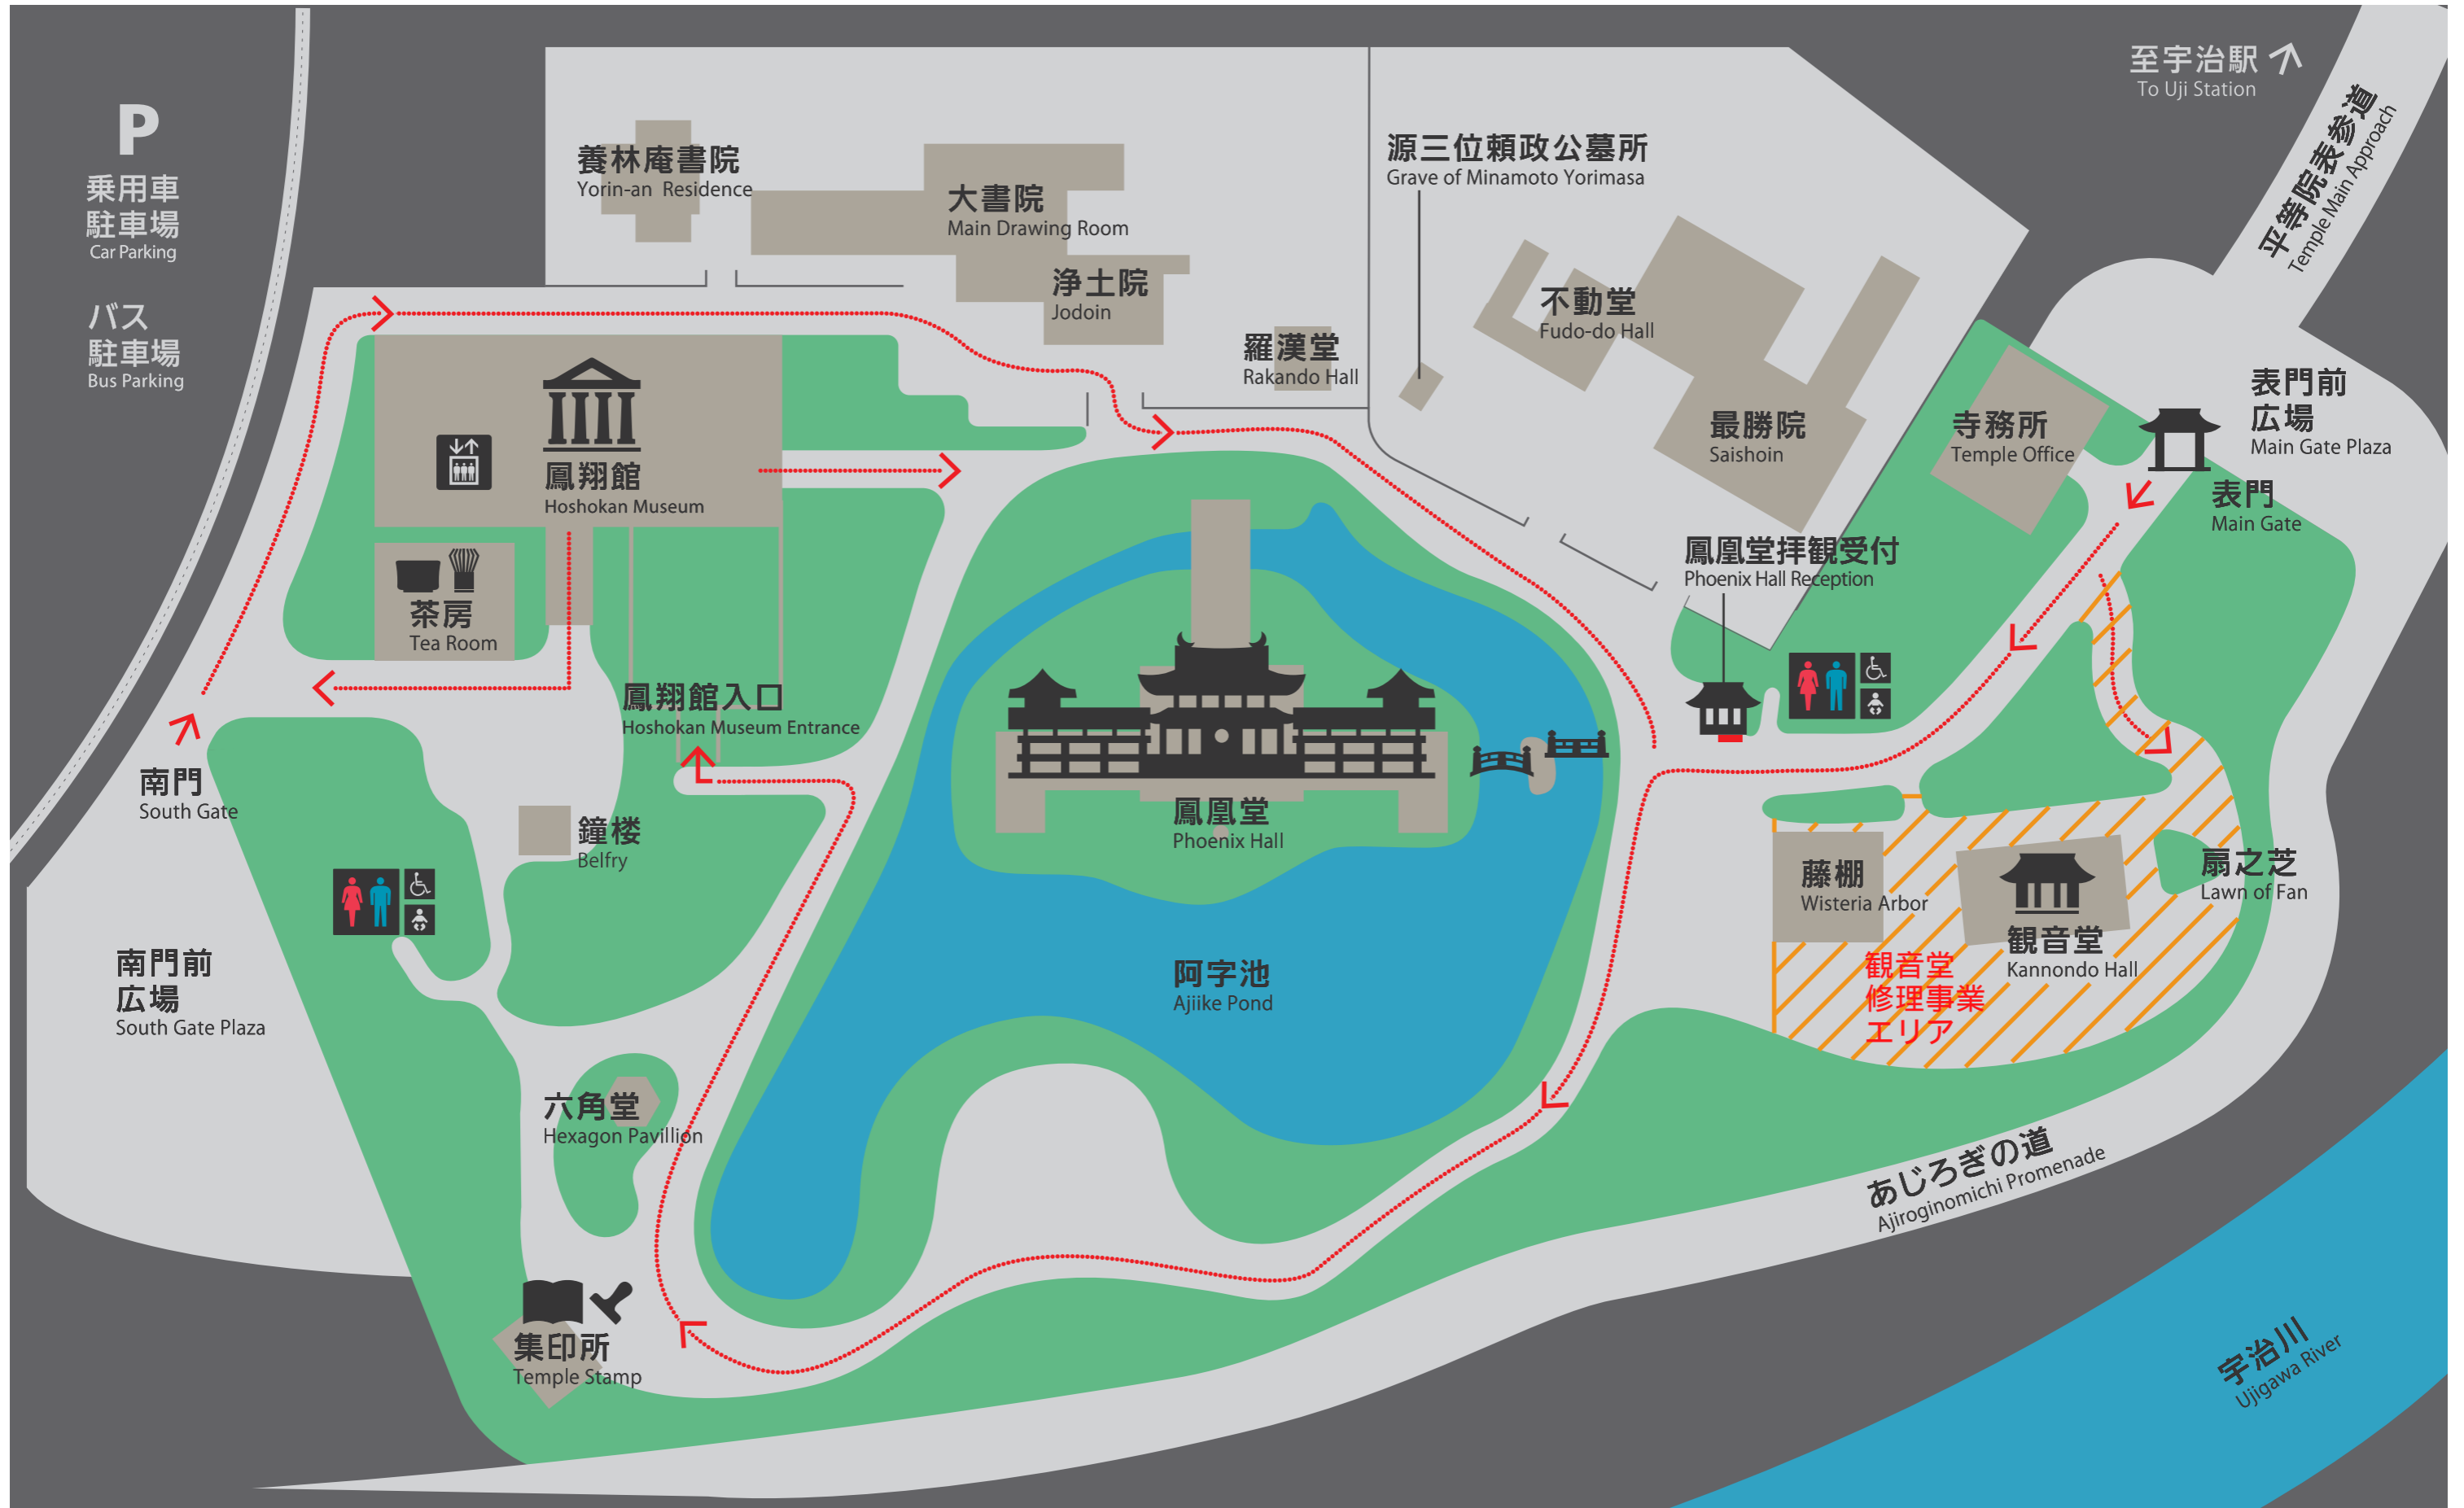 P
乗用車
駐車場
Car Parking
バス
駐車場
Bus Parking
至宇治駅
To Uji Station
平等院表参道
Temple Main Approach
養林庵書院
Yorin-an Residence
大書院
Main Drawing Room
浄土院
Jodoin
羅漢堂
Rakando Hall
源三位頼政公墓所
Grave of Minamoto Yorimasa
不動堂
Fudo-do Hall
最勝院
Saishoin
寺務所
Temple Office
表門前
広場
Main Gate Plaza
表門
Main Gate
鳳凰堂拝観受付
Phoenix Hall Reception
鳳翔館
Hoshokan Museum
茶房
Tea Room
鳳翔館入口
Hoshokan Museum Entrance
南門
South Gate
鐘楼
Belfry
南門前
広場
South Gate Plaza
鳳凰堂
Phoenix Hall
阿字池
Ajiike Pond
藤棚
Wisteria Arbor
観音堂
Kannondo Hall
扇之芝
Lawn of Fan
観音堂
修理事業
エリア
六角堂
Hexagon Pavillion
集印所
Temple Stamp
あじろぎの道
Ajiroginomichi Promenade
宇治川
Ujigawa River